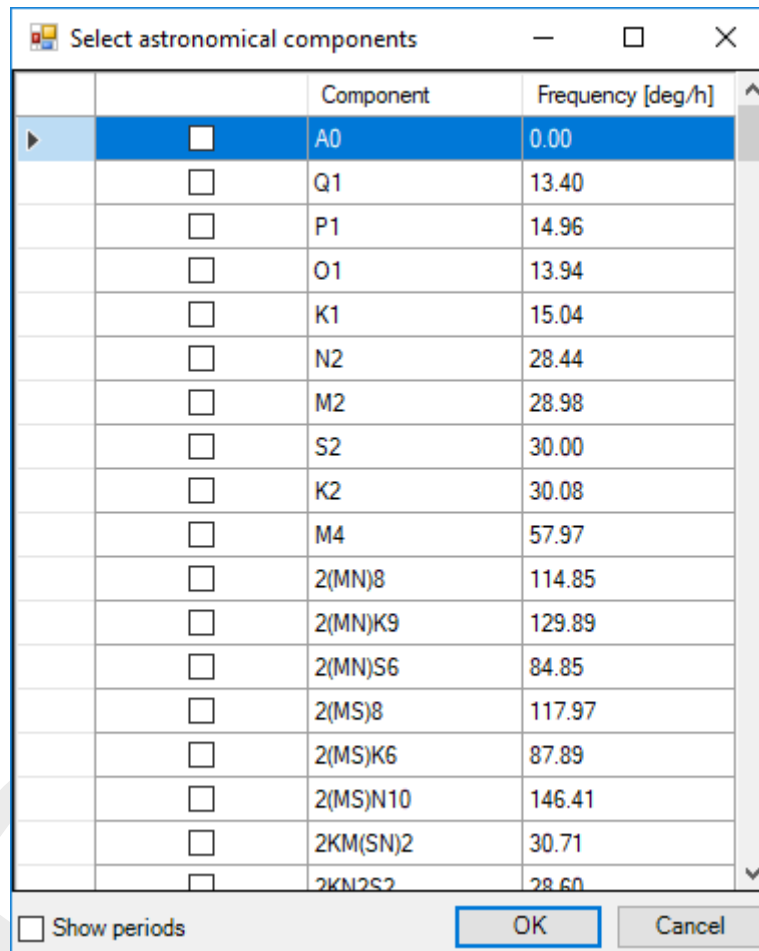 Select astronomical components
Component Frequency [deg/h]
A0 0.00
Q1 13.40
P1 14.96
O1 13.94
K1 15.04
N2 28.44
M2 28.98
S2 30.00
K2 30.08
M4 57.97
2(MN)8 114.85
2(MN)K9 129.89
2(MN)S6 84.85
2(MS)8 117.97
2(MS)K6 87.89
2(MS)N10 146.41
2KM(SN)2 30.71
2KN2S2 28.60
Show periods OK Cancel